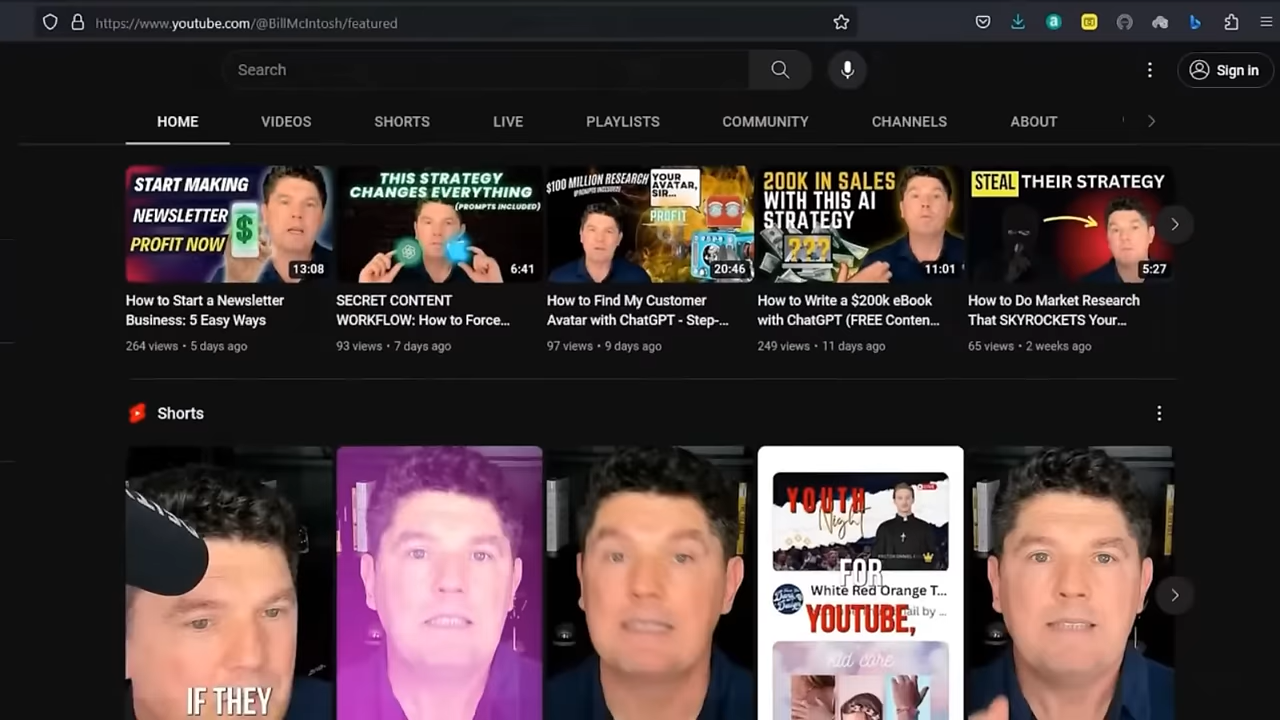 https://www.youtube.com/@BillMcIntosh/featured
Search
Sign in
HOME
VIDEOS
SHORTS
LIVE
PLAYLISTS
COMMUNITY
CHANNELS
ABOUT
START MAKING
NEWSLETTER
PROFIT NOW
$
13:08
THIS STRATEGY
CHANGES EVERYTHING
(PROMPTS INCLUDED)
6:41
$100 MILLION RESEARCH
(PROMPTS INCLUDED)
YOUR
AVATAR,
SIR...
PROFIT
20:46
200K IN SALES
WITH THIS AI
STRATEGY
???
11:01
STEAL THEIR STRATEGY
5:27
How to Start a Newsletter
Business: 5 Easy Ways
264 views • 5 days ago
SECRET CONTENT
WORKFLOW: How to Force...
93 views • 7 days ago
How to Find My Customer
Avatar with ChatGPT - Step-...
97 views • 9 days ago
How to Write a $200k eBook
with ChatGPT (FREE Conten...
249 views • 11 days ago
How to Do Market Research
That SKYROCKETS Your...
65 views • 2 weeks ago
Shorts
IF THEY
YOUTH
Night
FOR
White Red Orange T...
YOUTUBE,
ail by ...
kid care